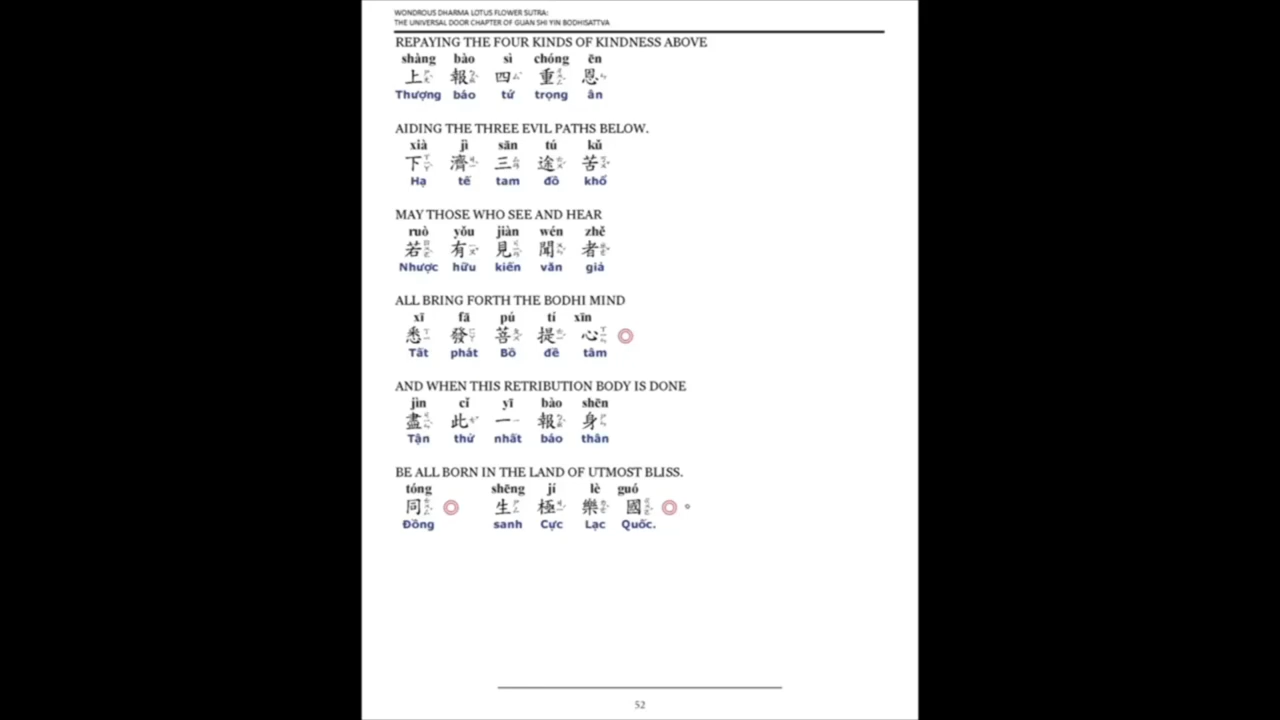 WONDROUS DHARMA LOTUS FLOWER SUTRA:
THE UNIVERSAL DOOR CHAPTER OF GUAN SHI YIN BODHISATTVA
REPAYING THE FOUR KINDS OF KINDNESS ABOVE
shàng bào sì chóng ēn
上 報 四 重 恩
Thượng báo tứ trọng ân
AIDING THE THREE EVIL PATHS BELOW.
xià jì sān tú kǔ
下 濟 三 途 苦
Hạ tế tam đồ khổ
MAY THOSE WHO SEE AND HEAR
ruò yǒu jiàn wén zhě
若 有 見 聞 者
Nhược hữu kiến văn giả
ALL BRING FORTH THE BODHI MIND
xī fā pú tí xīn
悉 發 菩 提 心
Tất phát Bồ đề tâm
AND WHEN THIS RETRIBUTION BODY IS DONE
jìn cǐ yī bào shēn
盡 此 一 報 身
Tận thử nhất báo thân
BE ALL BORN IN THE LAND OF UTMOST BLISS.
tóng shēng jí lè guó
同 生 極 樂 國 。
Đồng sanh Cực Lạc Quốc.
52